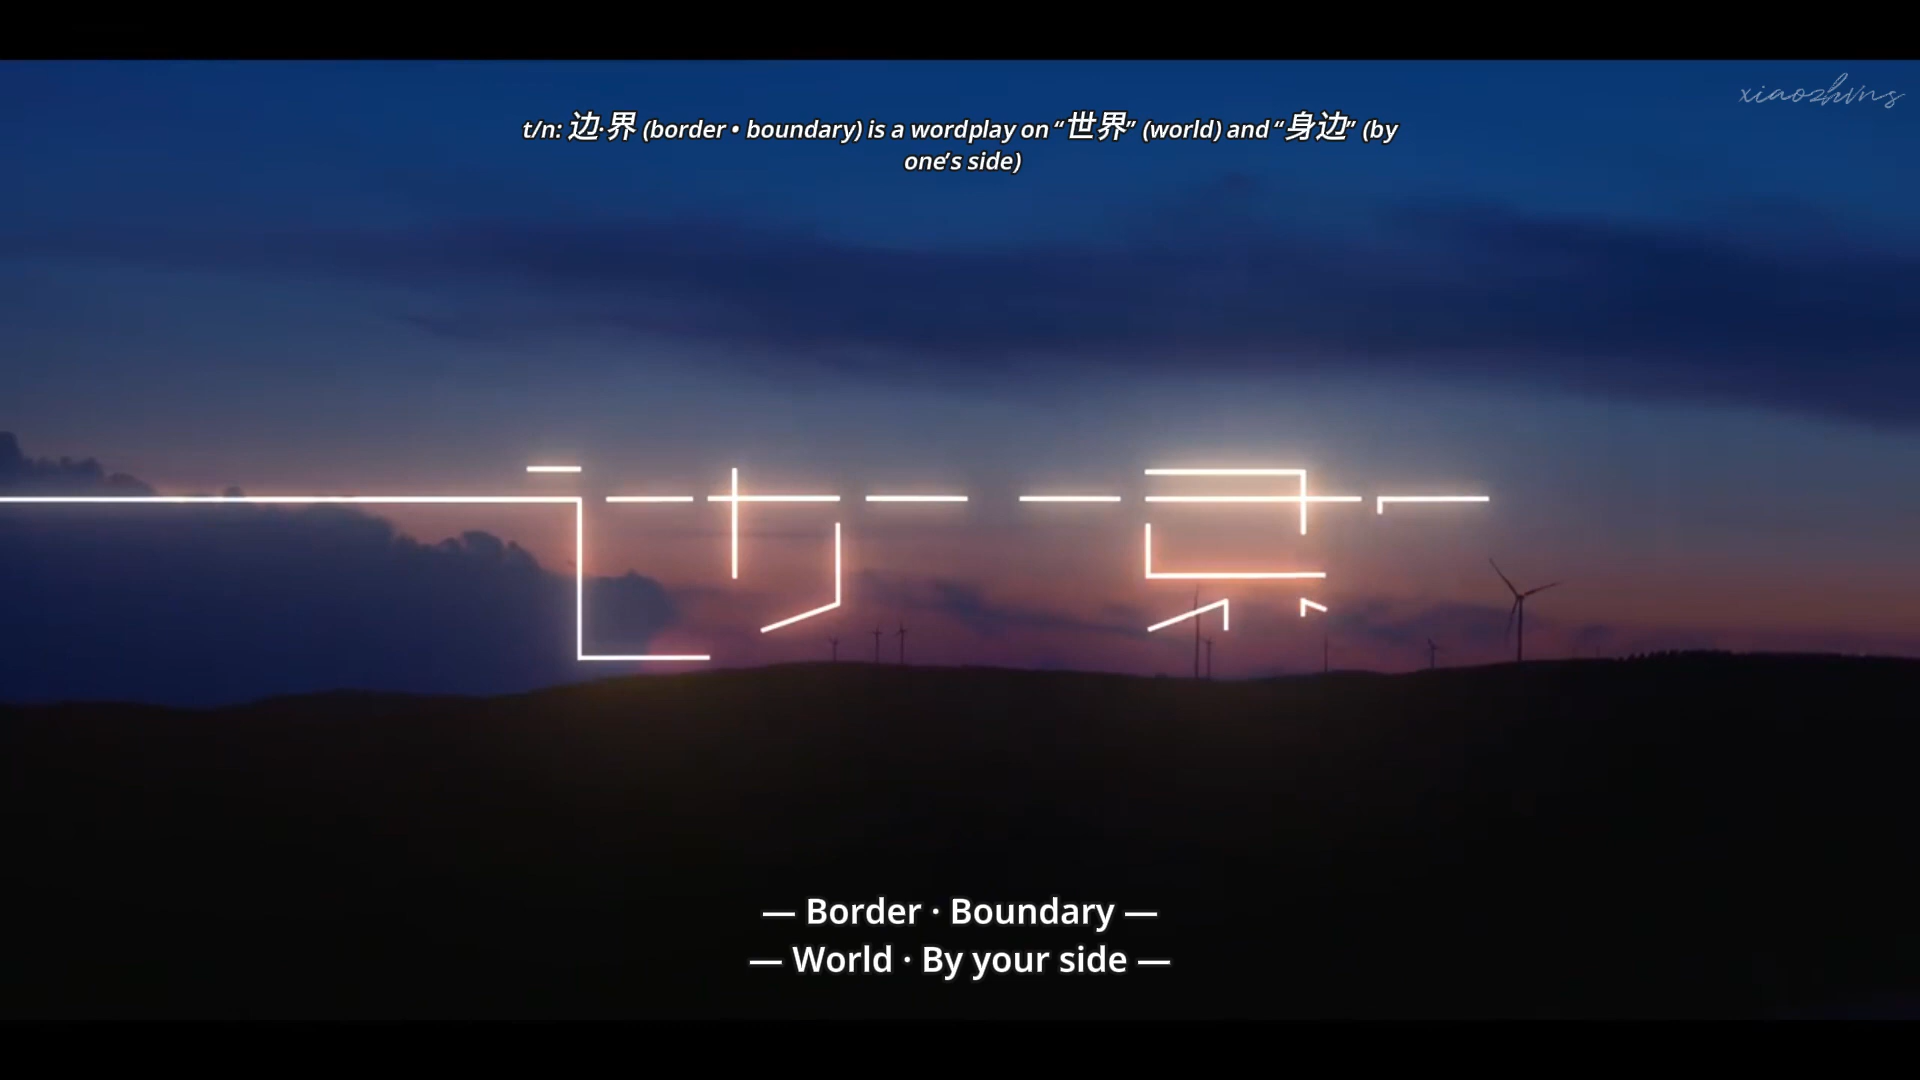 xiaozhns
t/n: 边·界 (border • boundary) is a wordplay on “世界” (world) and “身边” (by
one’s side)
边界
— Border · Boundary —
— World · By your side —